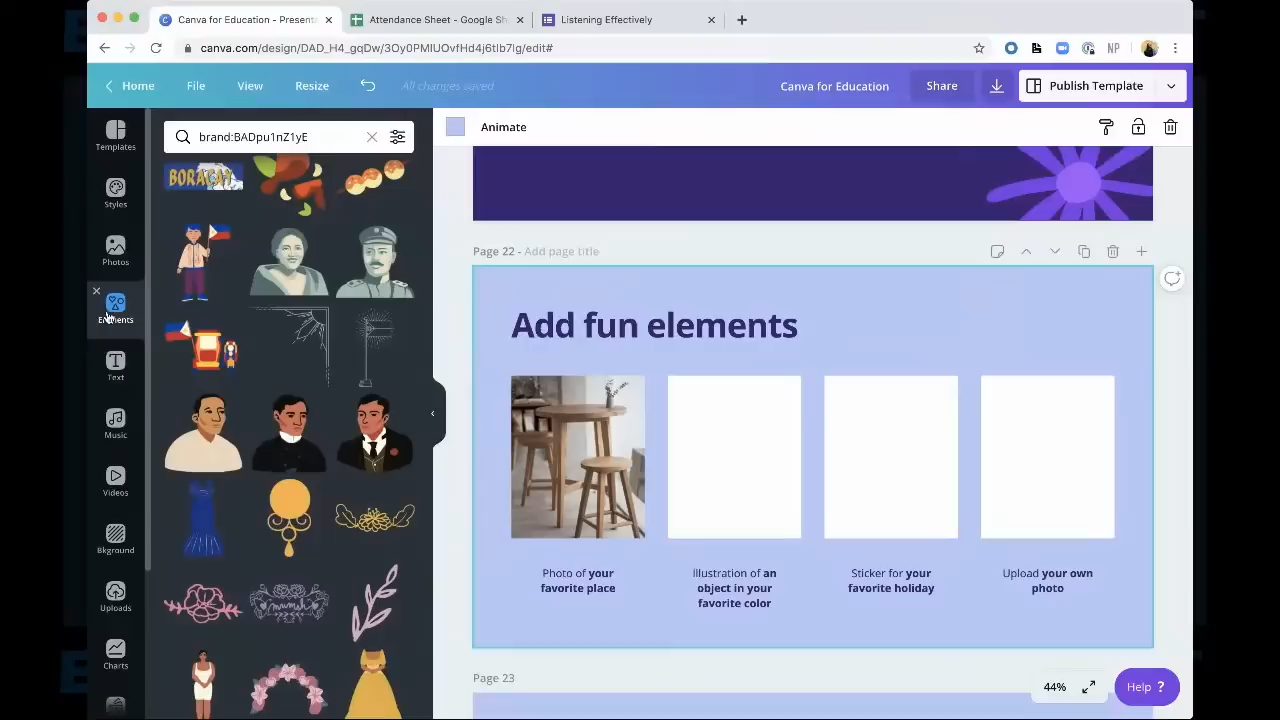 Canva for Education - Presenta
Attendance Sheet - Google Sh
Listening Effectively
canva.com/design/DAD_H4_gqDw/3Oy0PMlUOvfHd4j6tlb7lg/edit#
NP
Home
File
View
Resize
All changes saved
Canva for Education
Share
Publish Template
Templates
Styles
Photos
Elements
Text
Music
Videos
Bkground
Uploads
Charts
brand:BADpu1nZ1yE
BORACAY
Animate
Page 22 - Add page title
Add fun elements
Photo of your
favorite place
Illustration of an
object in your
favorite color
Sticker for your
favorite holiday
Upload your own
photo
Page 23
44%
Help ?